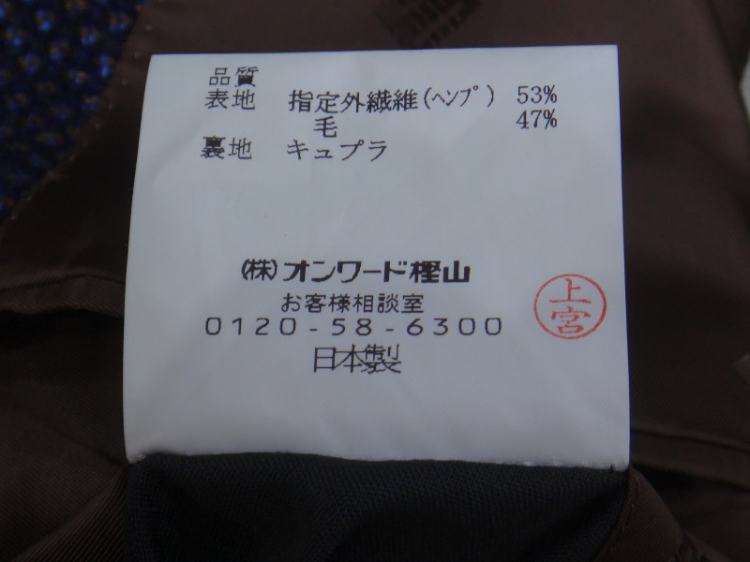 品質
表地 指定外繊維(ﾍﾝﾌﾟ) 53%
毛 47%
裏地 キュプラ
(株)オンワード樫山
お客様相談室
0120-58-6300
日本製
上宮